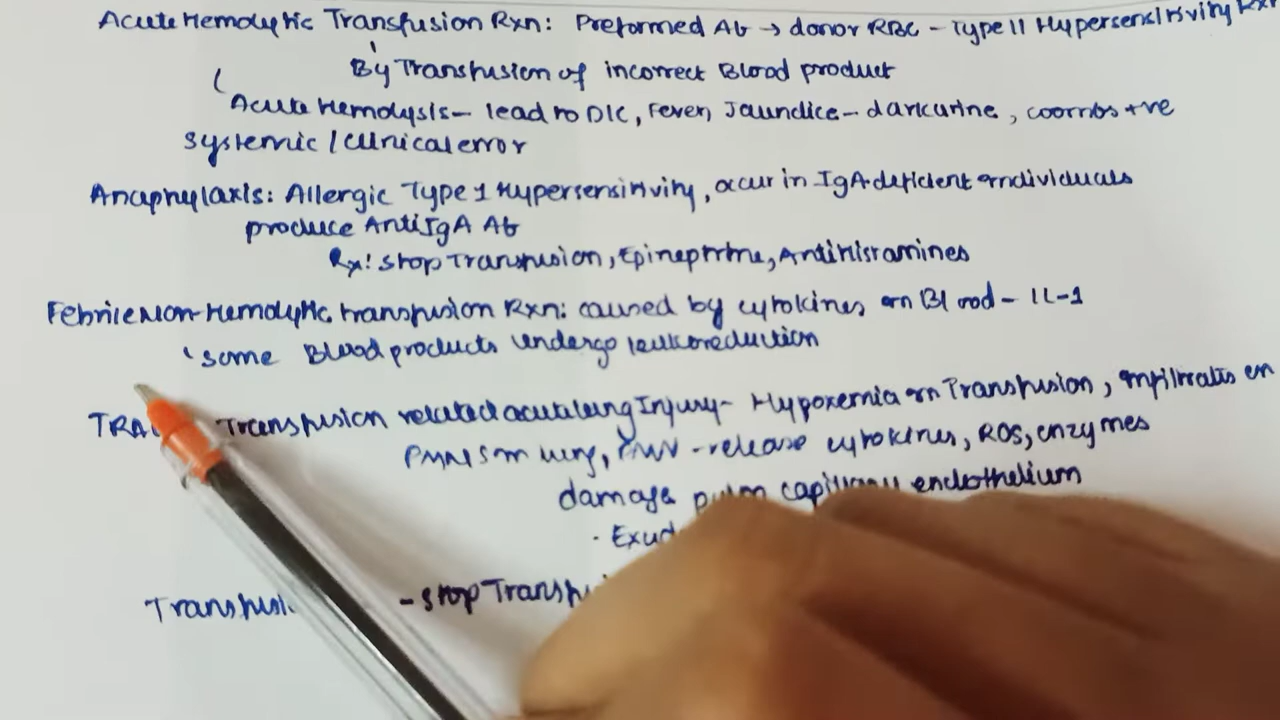 Acute Hemolytic Transfusion Rxn: Preformed Ab → donor RBC - Type II Hypersensitivity Rxn
By Transfusion of incorrect Blood product
Acute Hemolysis - lead to DIC, Fever, Jaundice - dark urine, coombs +ve
systemic / clinical error
Anaphylaxis: Allergic Type 1 Hypersensitivity, occur in IgA deficient individuals
produce Anti IgA Ab
Rx: Stop Transfusion, Epinephrine, Antihistamines
Febrile Non-Hemolytic transfusion Rxn: caused by cytokines in Blood - IL-1
some Blood products undergo leukoreduction
Transfusion related acute lung Injury - Hypoxemia in Transfusion, infiltrates in
PMNs in lung, - release cytokines, ROS, enzymes
damage pulm capillary endothelium
- Stop